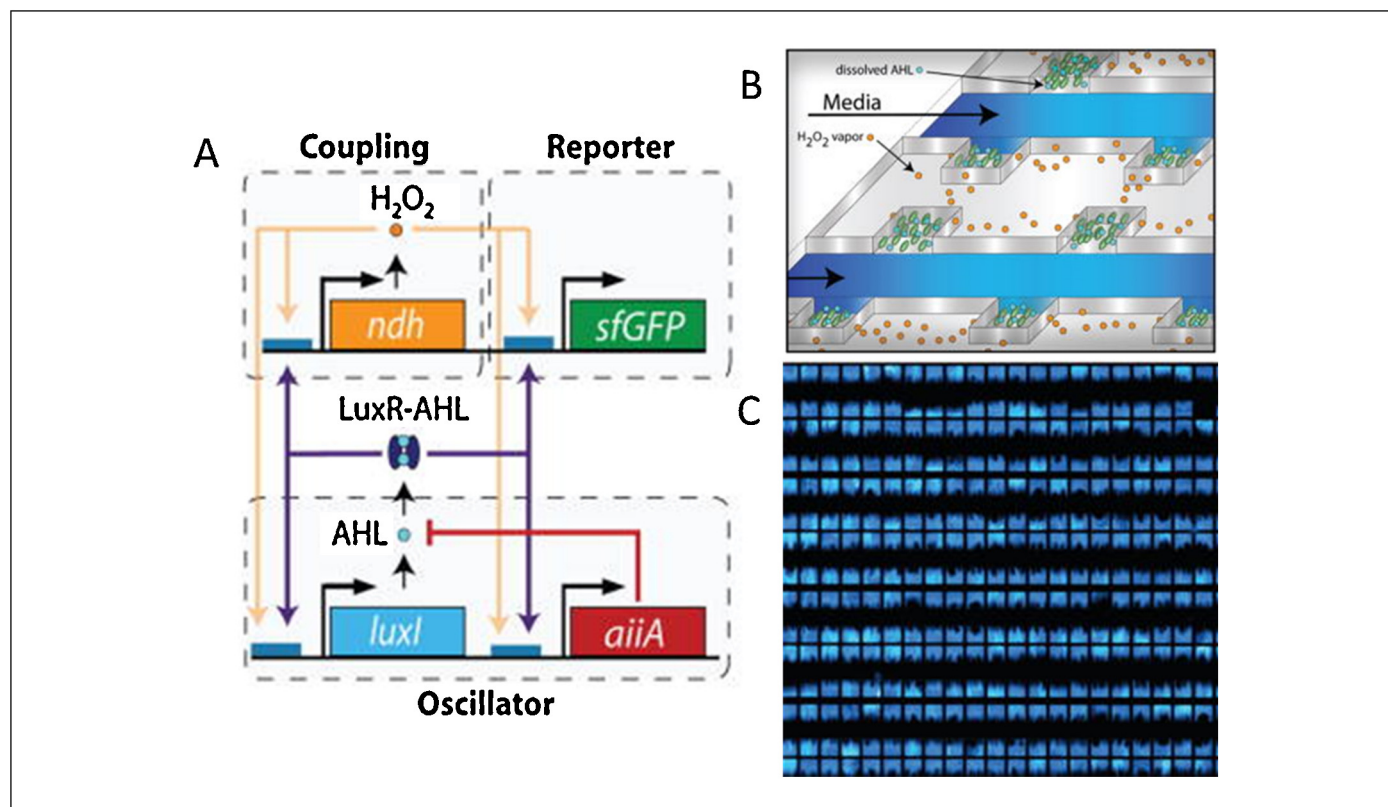 A
Coupling
Reporter
H₂O₂
ndh
sfGFP
LuxR-AHL
AHL
luxI
aiiA
Oscillator
B
dissolved AHL
Media
H₂O₂ vapor
C